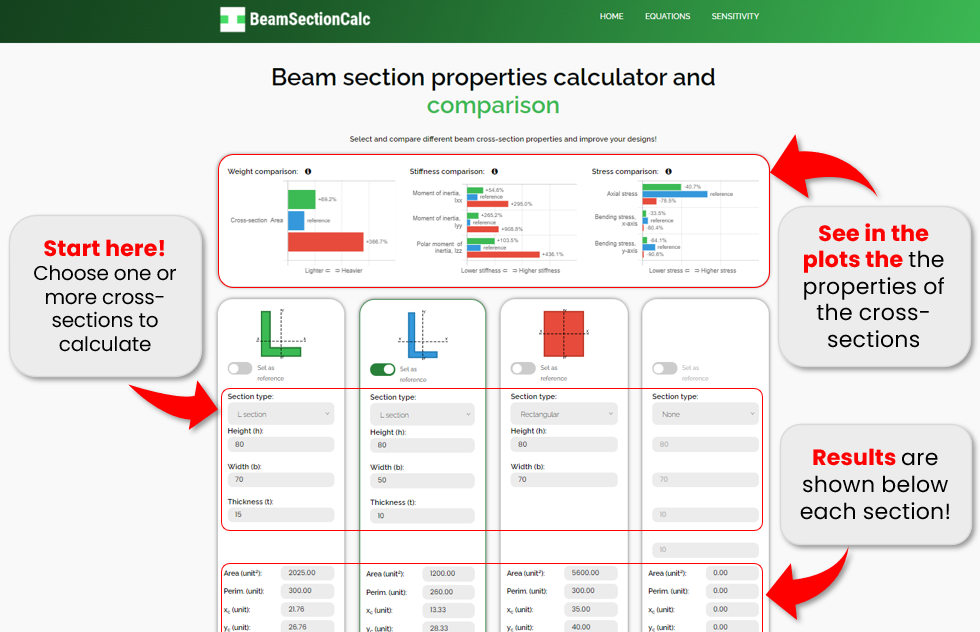 BeamSectionCalc
HOME EQUATIONS SENSITIVITY
Beam section properties calculator and
comparison
Select and compare different beam cross-section properties and improve your designs!
Weight comparison:
Cross-section Area
+69.2%
reference
+366.7%
Lighter ⊂ ⊃ Heavier
Stiffness comparison:
Moment of inertia,
Ixx
+54.6%
reference
+295.0%
Moment of inertia,
Iyy
+265.2%
reference
+808.8%
Polar moment of
inertia, Izz
+103.5%
reference
+436.1%
Lower stiffness ⊂ ⊃ Higher stiffness
Stress comparison:
Axial stress
-40.7%
reference
-78.6%
Bending stress,
x-axis
-33.5%
reference
-80.4%
Bending stress,
y-axis
-64.1%
reference
-90.8%
Lower stress ⊂ ⊃ Higher stress
Start here!
Choose one or
more cross-
sections to
calculate
See in the
plots the the
properties of
the cross-
sections
Results are
shown below
each section!
Set as
reference
Section type:
L section
Height (h):
80
Width (b):
70
Thickness (t):
15
Area (unit²): 2025.00
Perim. (unit): 300.00
xc (unit): 21.76
yc (unit): 26.76
Set as
reference
Section type:
L section
Height (h):
80
Width (b):
50
Thickness (t):
10
Area (unit²): 1200.00
Perim. (unit): 260.00
xc (unit): 13.33
yc (unit): 28.33
Set as
reference
Section type:
Rectangular
Height (h):
80
Width (b):
70
Area (unit²): 5600.00
Perim. (unit): 300.00
xc (unit): 35.00
yc (unit): 40.00
Set as
reference
Section type:
None
80
70
10
10
Area (unit²): 0.00
Perim. (unit): 0.00
xc (unit): 0.00
yc (unit): 0.00